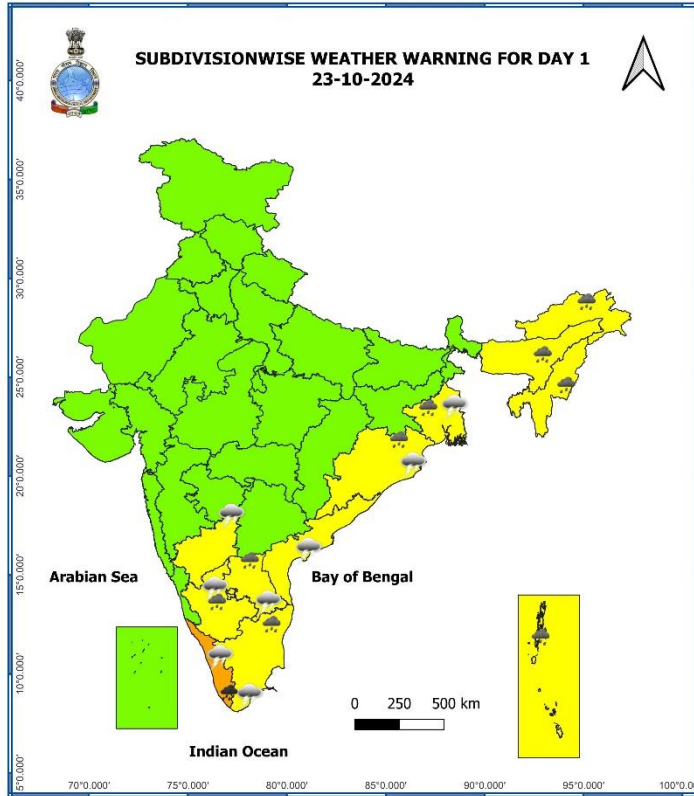 SUBDIVISIONWISE WEATHER WARNING FOR DAY 1
23-10-2024
40°0.000'
35°0.000'
30°0.000'
25°0.000'
20°0.000'
15°0.000'
10°0.000'
5°0.000'
Arabian Sea
Bay of Bengal
0 250 500 km
Indian Ocean
70°0.000' 75°0.000' 80°0.000' 85°0.000' 90°0.000' 95°0.000' 100°0.000'